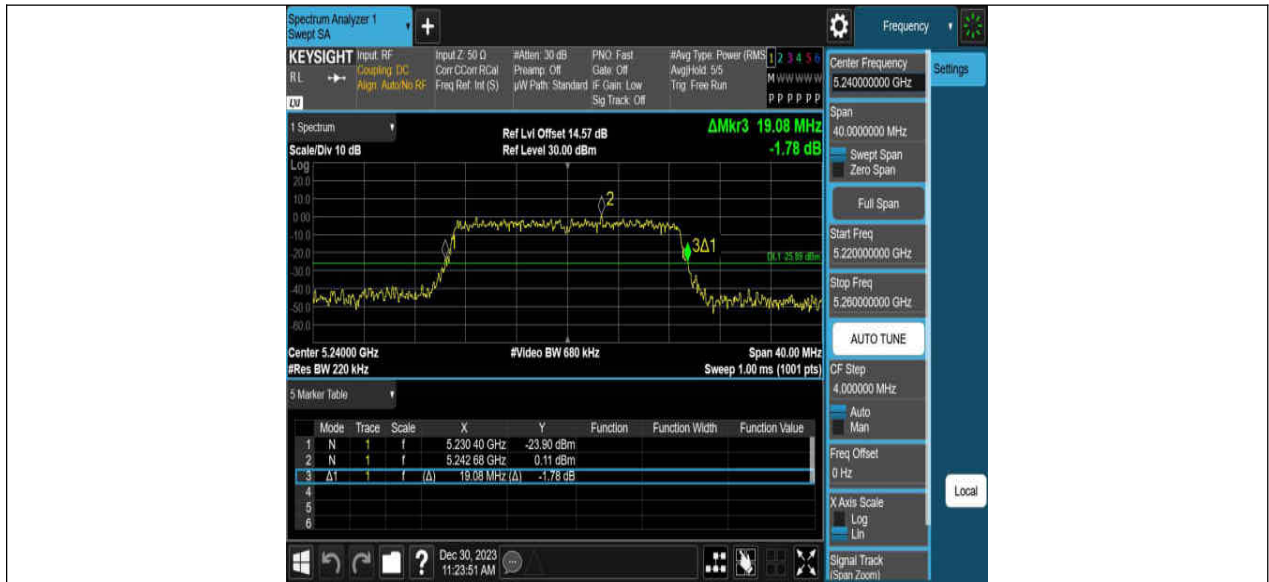 Spectrum Analyzer 1
Swept SA
+
Frequency
KEYSIGHT
RL
LXI
Input: RF
Coupling: DC
Align: Auto/No RF
Input Z: 50 Ω
Corr CCorr RCal
Freq Ref: Int (S)
#Atten: 30 dB
Preamp: Off
µW Path: Standard
PNO: Fast
Gate: Off
IF Gain: Low
Sig Track: Off
#Avg Type: Power (RMS
Avg|Hold: 5/5
Trig: Free Run
1 2 3 4 5 6
M W W W W W
P P P P P P
1 Spectrum
Scale/Div 10 dB
Ref Lvl Offset 14.57 dB
Ref Level 30.00 dBm
ΔMkr3 19.08 MHz
-1.78 dB
Log
20.0
10.0
0.00
-10.0
-20.0
-30.0
-40.0
-50.0
-60.0
2
3Δ1
Center 5.24000 GHz
#Video BW 680 kHz
Span 40.00 MHz
#Res BW 220 kHz
Sweep 1.00 ms (1001 pts)
5 Marker Table
Mode Trace Scale X Y Function Function Width Function Value
1 N 1 f 5.230 40 GHz -23.90 dBm
2 N 1 f 5.242 68 GHz 0.11 dBm
3 Δ1 1 f (Δ) 19.08 MHz (Δ) -1.78 dB
4
5
6
?
Dec 30, 2023
11:23:51 AM
Center Frequency
5.240000000 GHz
Settings
Span
40.0000000 MHz
Swept Span
Zero Span
Full Span
Start Freq
5.220000000 GHz
Stop Freq
5.260000000 GHz
AUTO TUNE
CF Step
4.000000 MHz
Auto
Man
Freq Offset
0 Hz
X Axis Scale
Log
Lin
Local
Signal Track
(Span Zoom)